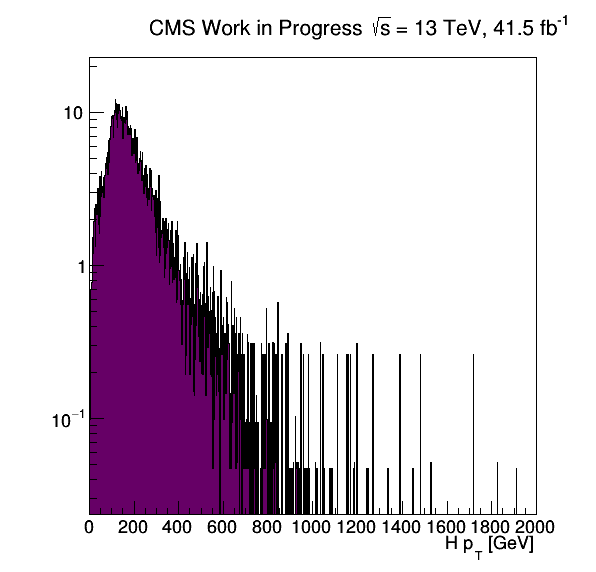 CMS Work in Progress √s = 13 TeV, 41.5 fb⁻¹
10
1
10⁻¹
0 200 400 600 800 1000 1200 1400 1600 1800 2000
H p_T [GeV]